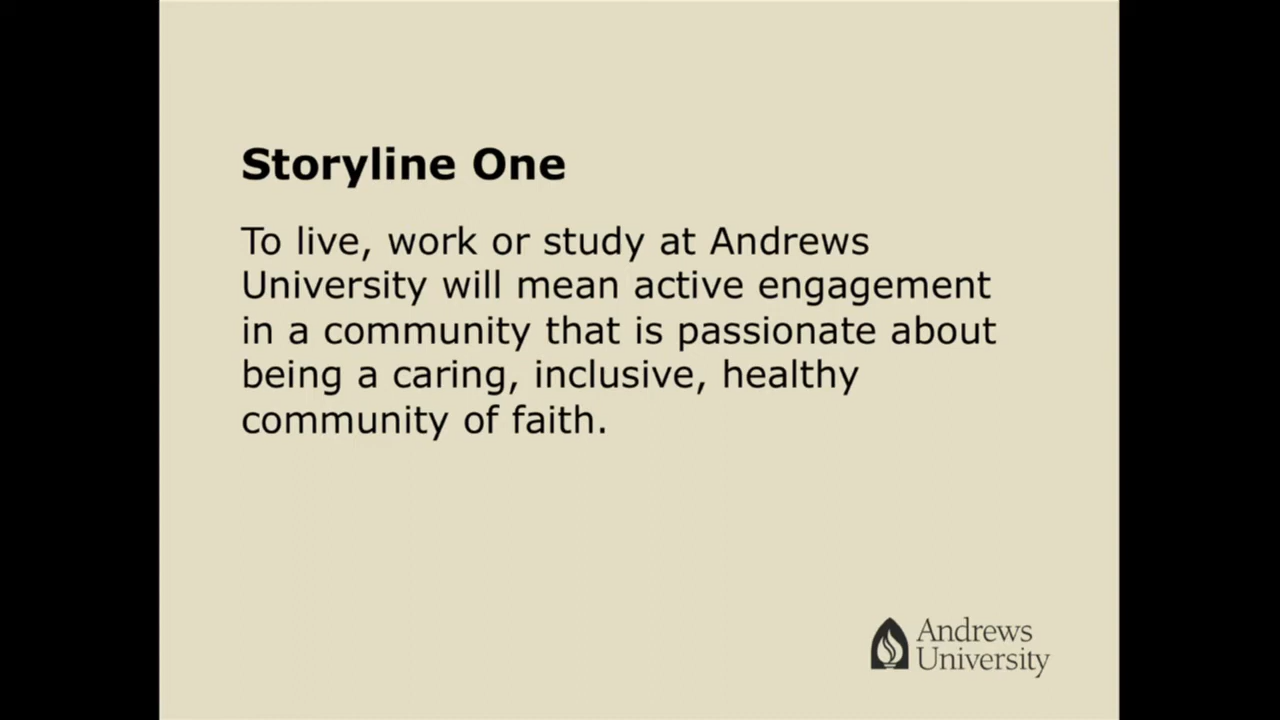 Storyline One
To live, work or study at Andrews
University will mean active engagement
in a community that is passionate about
being a caring, inclusive, healthy
community of faith.
Andrews
University